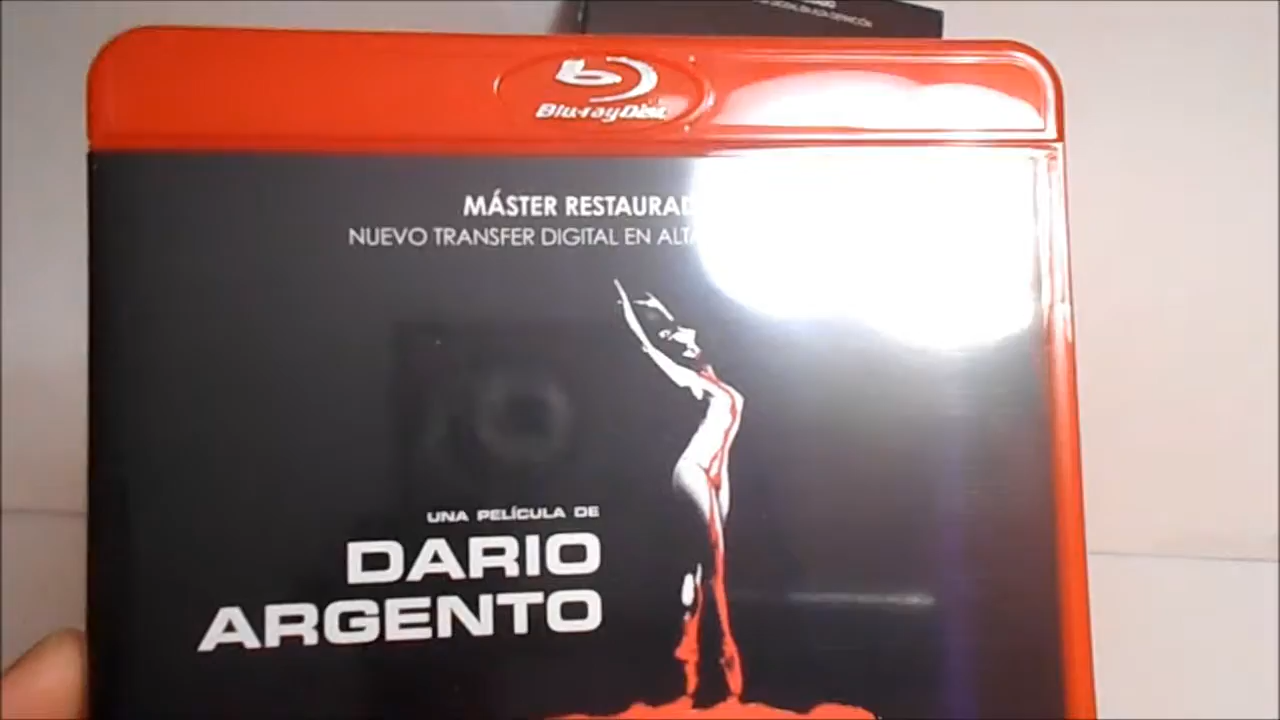 Blu-ray Disc
MÁSTER RESTAURAD
NUEVO TRANSFER DIGITAL EN ALTA
UNA PELÍCULA DE
DARIO
ARGENTO